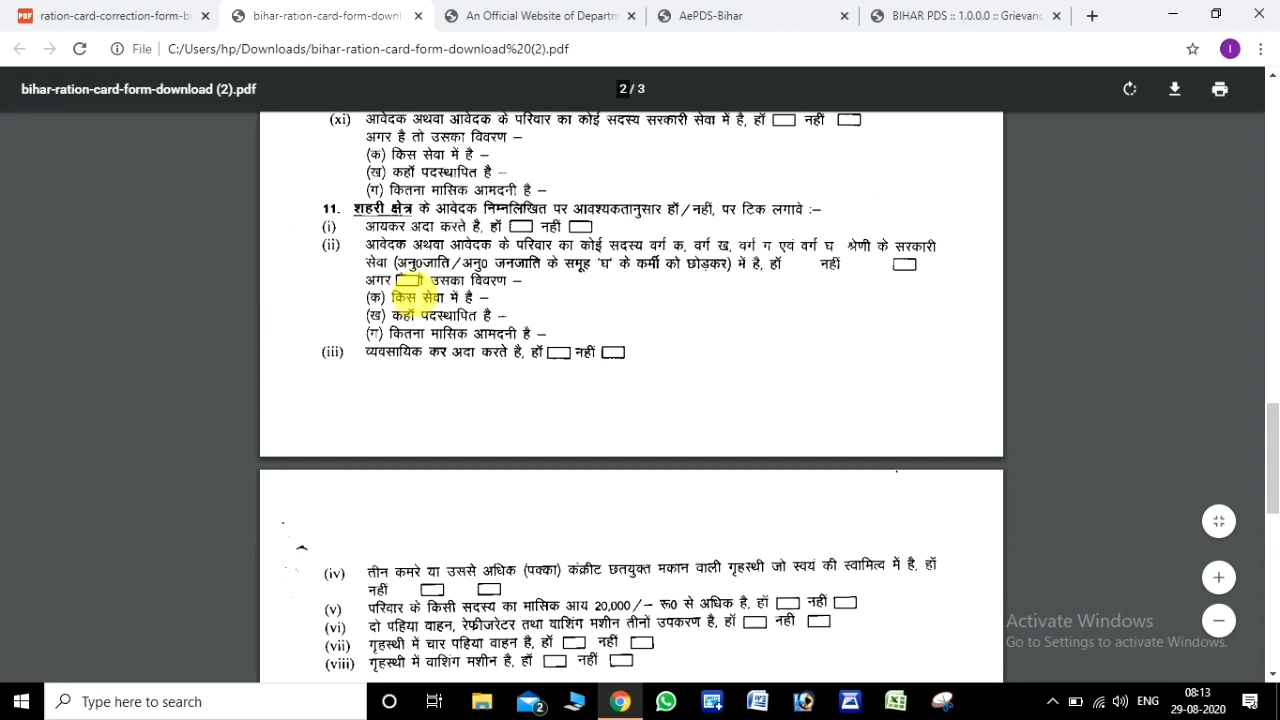 ration-card-correction-form-b
bihar-ration-card-form-downl
An Official Website of Departm
AePDS-Bihar
BIHAR PDS :: 1.0.0.0 :: Grievanc
File
C:/Users/hp/Downloads/bihar-ration-card-form-download%20(2).pdf
I
bihar-ration-card-form-download (2).pdf
2 / 3
(xi) आवेदक अथवा आवेदक के परिवार का कोई सदस्य सरकारी सेवा में है, हॉ नहीं
अगर है तो उसका विवरण –
(क) किस सेवा में है –
(ख) कहॉ पदस्थापित है –
(ग) कितना मासिक आमदनी है –
11. शहरी क्षेत्र के आवेदक निम्नलिखित पर आवश्यकतानुसार हॉ/नहीं, पर टिक लगावे :–
(i) आयकर अदा करते है, हॉ नहीं
(ii) आवेदक अथवा आवेदक के परिवार का कोई सदस्य वर्ग क, वर्ग ख, वर्ग ग एवं वर्ग घ श्रेणी के सरकारी
सेवा (अनु0जाति/अनु0 जनजाति के समूह 'घ' के कर्मी को छोड़कर) में है, हॉ नहीं
अगर उसका विवरण –
(क) किस सेवा में है –
(ख) कहॉ पदस्थापित है –
(ग) कितना मासिक आमदनी है –
(iii) व्यवसायिक कर अदा करते है, हॉ नहीं
(iv) तीन कमरे या उससे अधिक (पक्का) कंक्रीट छतयुक्त मकान वाली गृहस्थी जो स्वयं की स्वामित्व में है, हॉ
नहीं
(v) परिवार के किसी सदस्य का मासिक आय 20,000/– रू0 से अधिक है, हॉ नहीं
(vi) दो पहिया वाहन, रेफीजरेटर तथा वाशिंग मशीन तीनों उपकरण है, हॉ नहीं
(vii) गृहस्थी में चार पहिया वाहन है, हॉ नहीं
(viii) गृहस्थी में वाशिंग मशीन है, हॉ नहीं
Activate Windows
Go to Settings to activate Windows.
Type here to search
2
ENG
08:13
29-08-2020